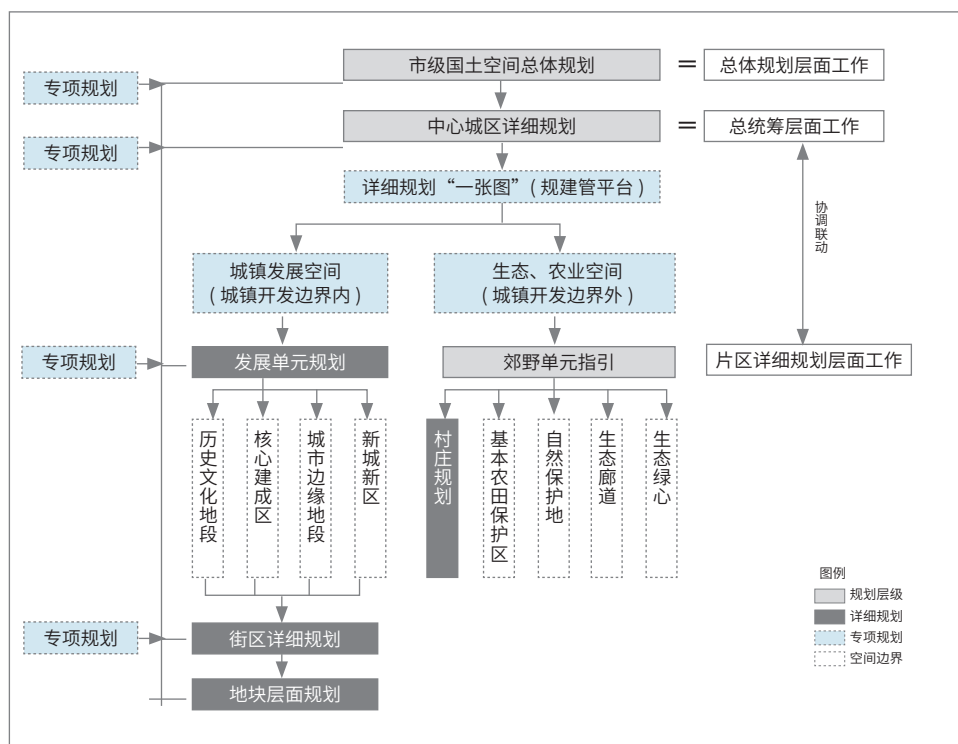 市级国土空间总体规划
=
总体规划层面工作
专项规划
中心城区详细规划
=
总统筹层面工作
专项规划
详细规划“一张图”(规建管平台)
协调联动
城镇发展空间
(城镇开发边界内)
生态、农业空间
(城镇开发边界外)
专项规划
发展单元规划
郊野单元指引
片区详细规划层面工作
历史文化地段
核心建成区
城市边缘地段
新城新区
村庄规划
基本农田保护区
自然保护地
生态廊道
生态绿心
图例
规划层级
详细规划
专项规划
空间边界
专项规划
街区详细规划
地块层面规划